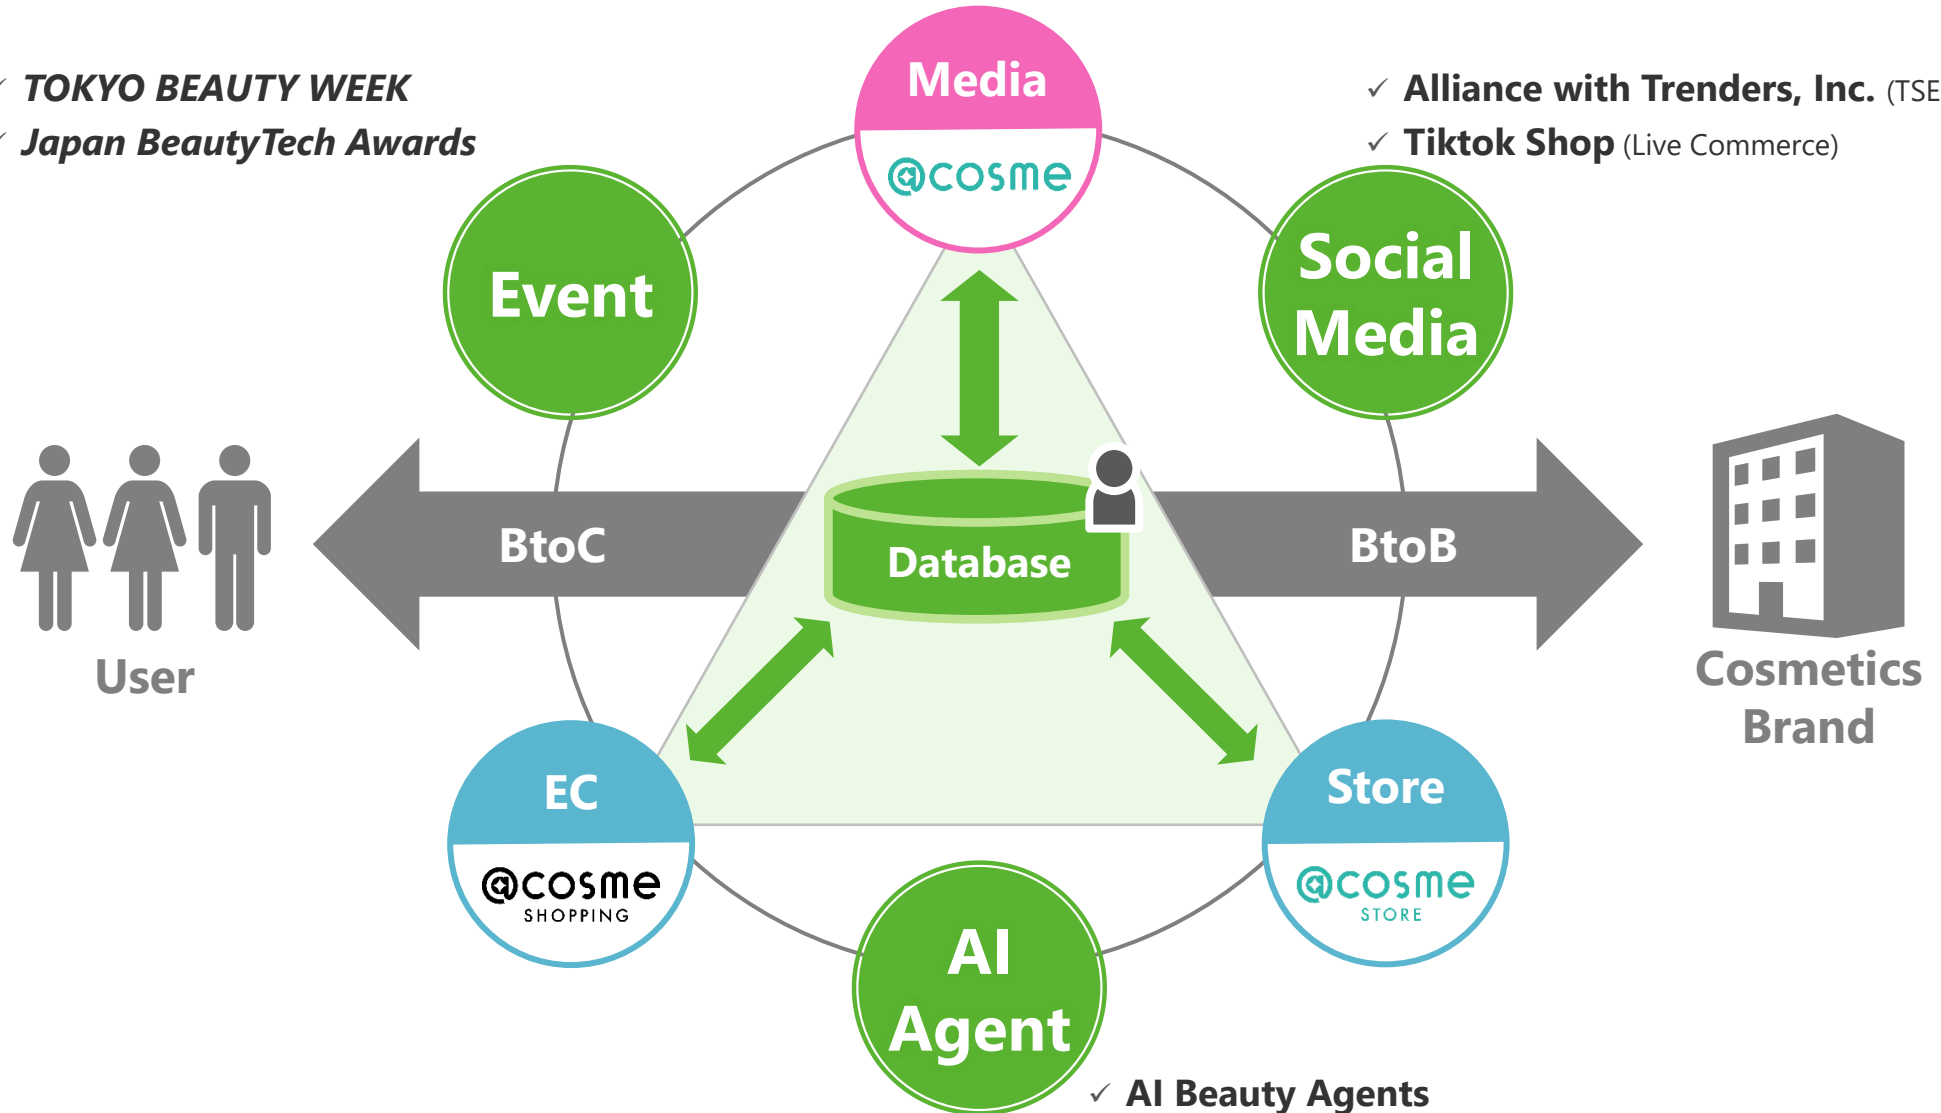 ✓ TOKYO BEAUTY WEEK
✓ Japan BeautyTech Awards
Media
@cosme
✓ Alliance with Trenders, Inc. (TSE
✓ Tiktok Shop (Live Commerce)
Event
Social
Media
BtoC
Database
BtoB
User
Cosmetics
Brand
EC
@cosme
SHOPPING
Store
@cosme
STORE
AI
Agent
✓ AI Beauty Agents